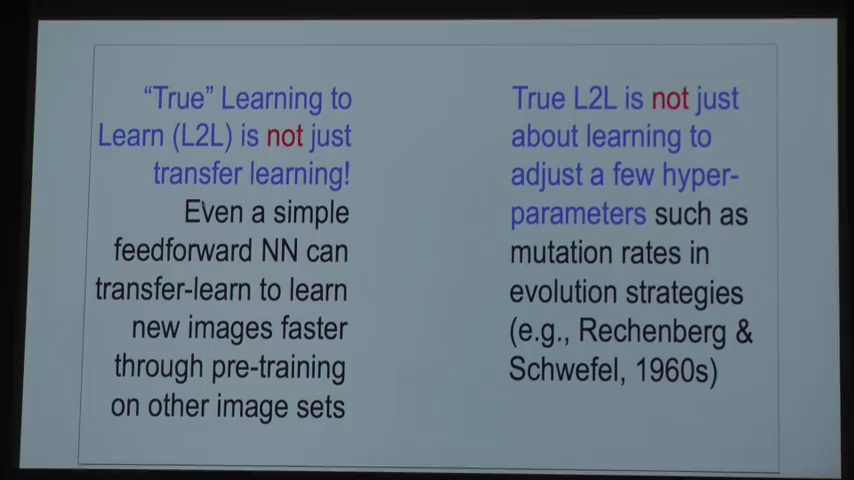 “True” Learning to
Learn (L2L) is not just
transfer learning!
Even a simple
feedforward NN can
transfer-learn to learn
new images faster
through pre-training
on other image sets
True L2L is not just
about learning to
adjust a few hyper-
parameters such as
mutation rates in
evolution strategies
(e.g., Rechenberg &
Schwefel, 1960s)